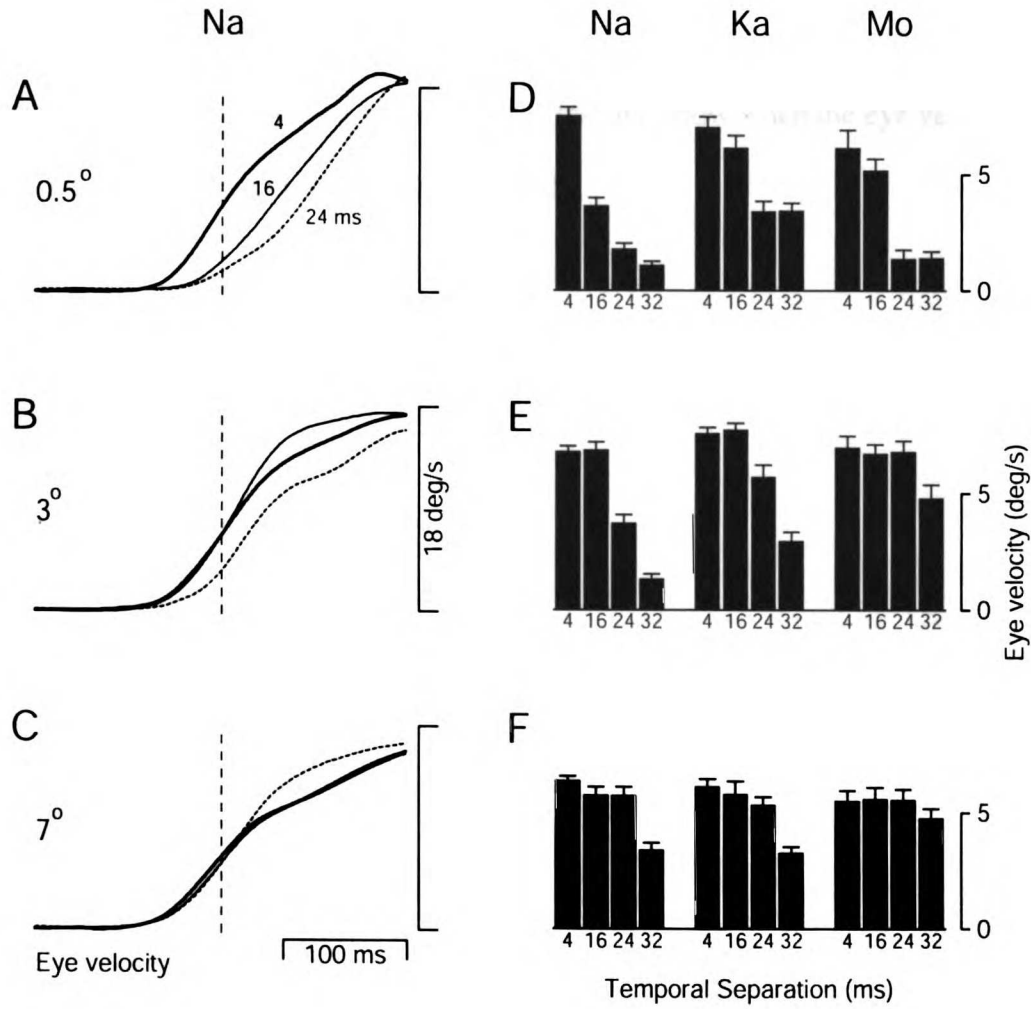 Na
Na Ka Mo
A
0.5°
4
16
24 ms
D
5
0
4 16 24 32 4 16 24 32 4 16 24 32
B
3°
18 deg/s
E
5
0
4 16 24 32 4 16 24 32 4 16 24 32
Eye velocity (deg/s)
C
7°
Eye velocity
100 ms
F
5
0
4 16 24 32 4 16 24 32 4 16 24 32
Temporal Separation (ms)